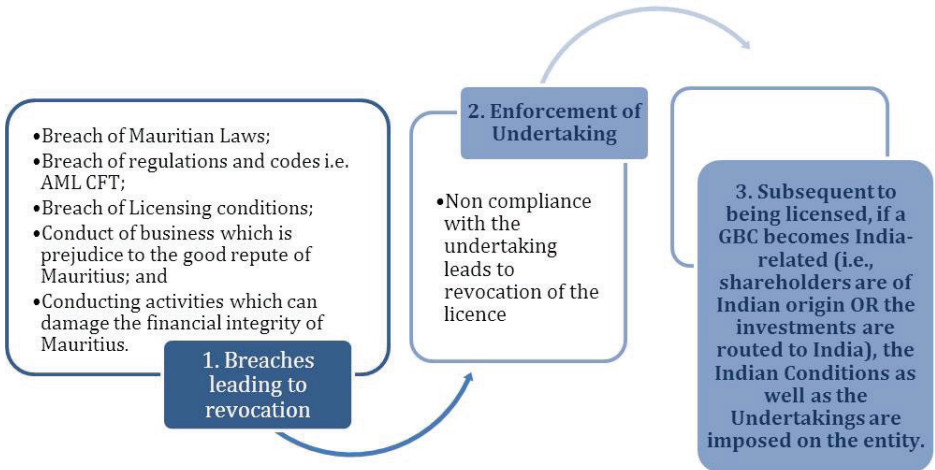 •Breach of Mauritian Laws;
•Breach of regulations and codes i.e.
AML CFT;
•Breach of Licensing conditions;
•Conduct of business which is
prejudice to the good repute of
Mauritius; and
•Conducting activities which can
damage the financial integrity of
Mauritius.
1. Breaches
leading to
revocation
2. Enforcement of
Undertaking
•Non compliance
with the
undertaking
leads to
revocation of the
licence
3. Subsequent to
being licensed, if a
GBC becomes India-
related (i.e.,
shareholders are of
Indian origin OR the
investments are
routed to India), the
Indian Conditions as
well as the
Undertakings are
imposed on the entity.